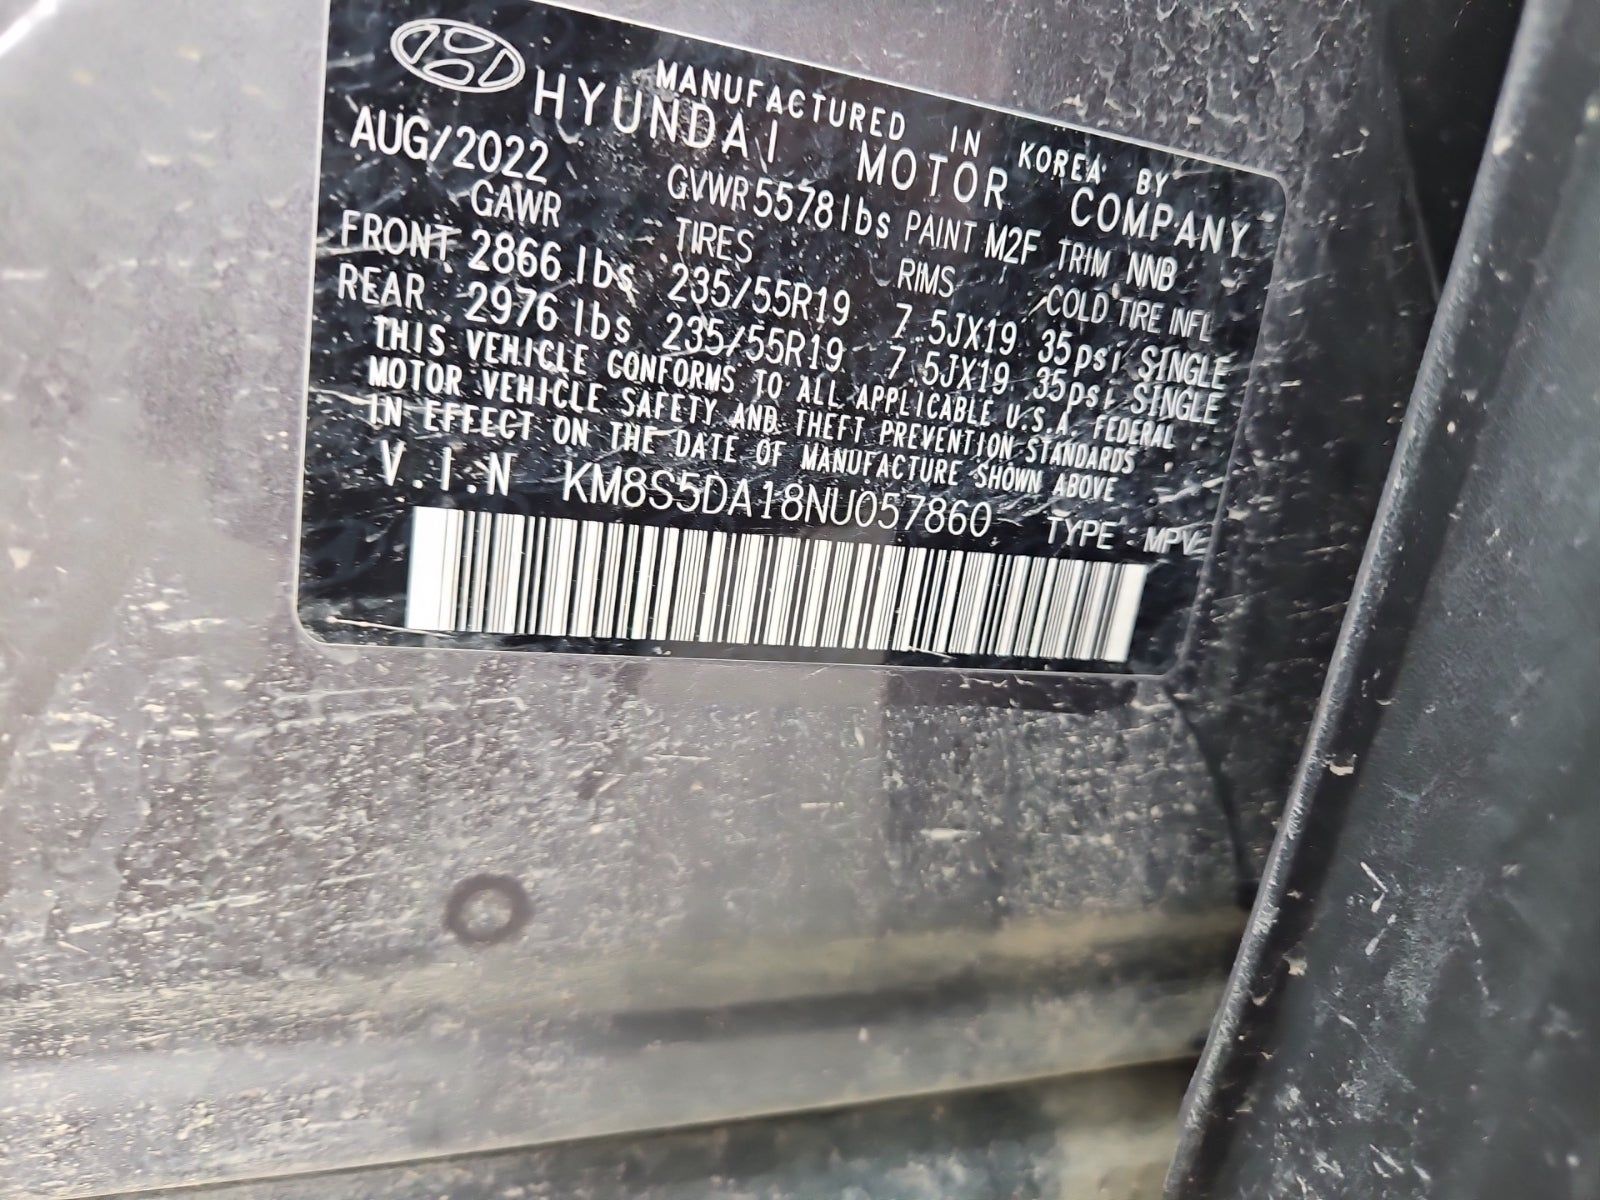 MANUFACTURED IN KOREA BY
HYUNDAI MOTOR COMPANY
AUG/2022 GVWR 5578 lbs PAINT M2F TRIM NNB
GAWR TIRES RIMS COLD TIRE INFL
FRONT 2866 lbs 235/55R19 7.5JX19 35psi SINGLE
REAR 2976 lbs 235/55R19 7.5JX19 35psi SINGLE
THIS VEHICLE CONFORMS TO ALL APPLICABLE U.S.A. FEDERAL
MOTOR VEHICLE SAFETY AND THEFT PREVENTION STANDARDS
IN EFFECT ON THE DATE OF MANUFACTURE SHOWN ABOVE
V.I.N KM8S5DA18NU057860 TYPE : MPV